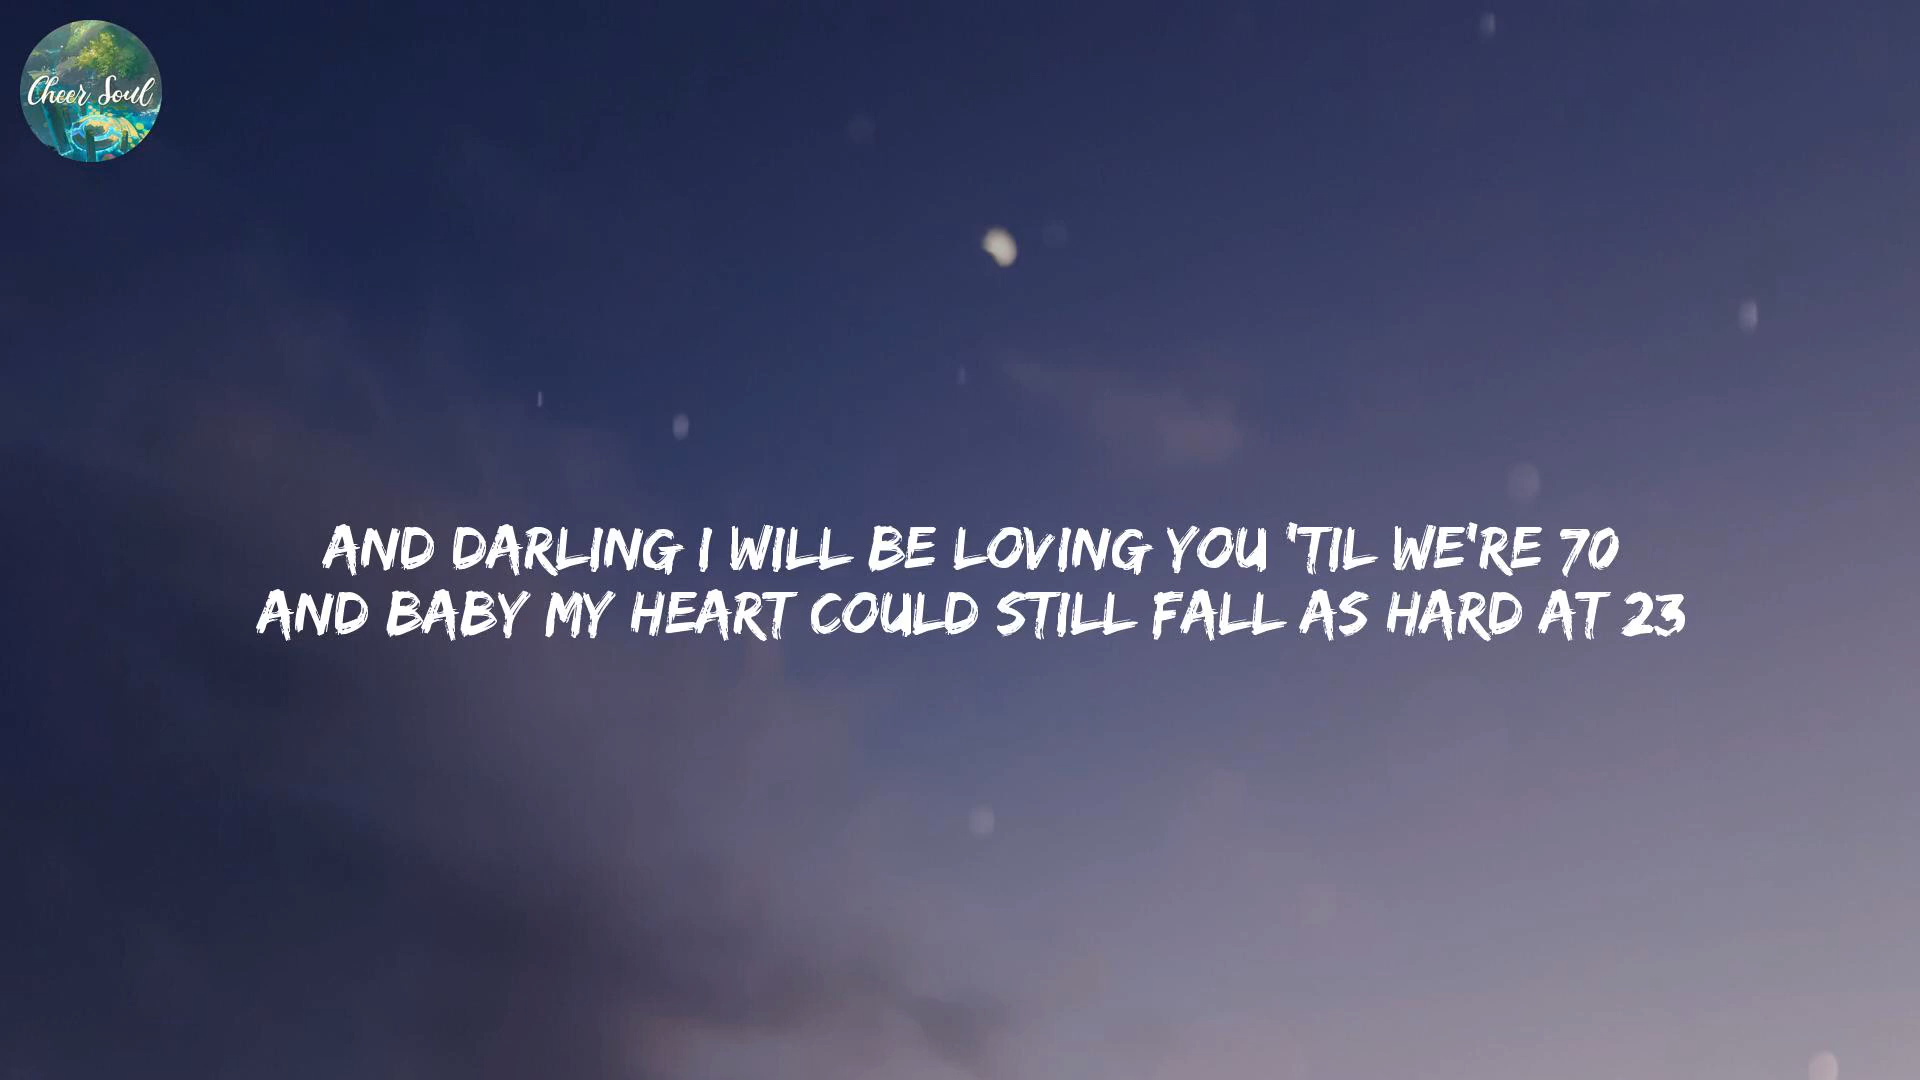 Cheer Soul
AND DARLING I WILL BE LOVING YOU 'TIL WE'RE 70
AND BABY MY HEART COULD STILL FALL AS HARD AT 23